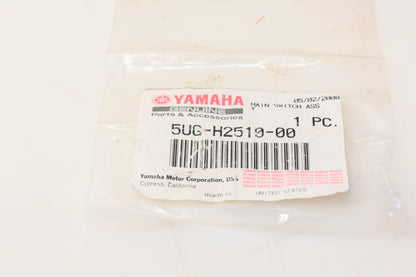 YAMAHA
GENUINE
Parts & Accessories
05/02/2008
MAIN SWITCH ASS
Y
1 PC.
5UG-H2510-00
Yamaha Motor Corporation, USA
Cypress, California
made in
UNITED STATES